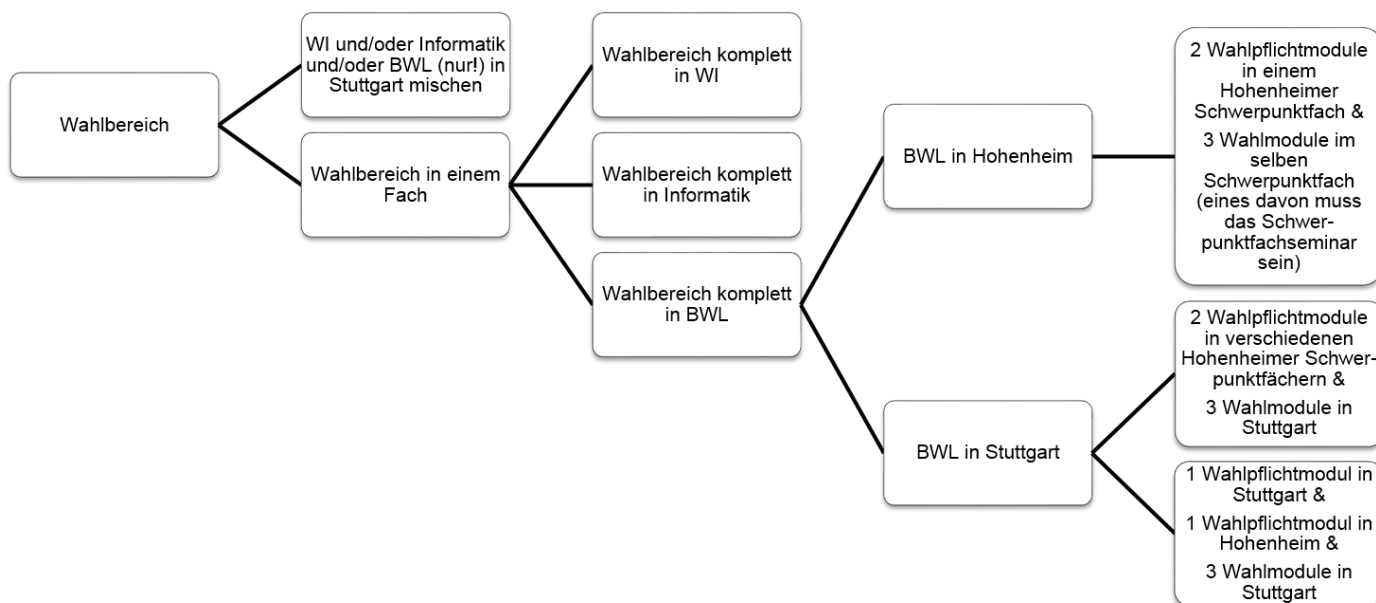 Wahlbereich
WI und/oder Informatik
und/oder BWL (nur!) in
Stuttgart mischen
Wahlbereich in einem
Fach
Wahlbereich komplett
in WI
Wahlbereich komplett
in Informatik
Wahlbereich komplett
in BWL
BWL in Hohenheim
BWL in Stuttgart
2 Wahlpflichtmodule
in einem
Hohenheimer
Schwerpunktfach &
3 Wahlmodule im
selben
Schwerpunktfach
(eines davon muss
das Schwer-
punktfachseminar
sein)
2 Wahlpflichtmodule
in verschiedenen
Hohenheimer Schwer-
punktfächern &
3 Wahlmodule in
Stuttgart
1 Wahlpflichtmodul in
Stuttgart &
1 Wahlpflichtmodul in
Hohenheim &
3 Wahlmodule in
Stuttgart